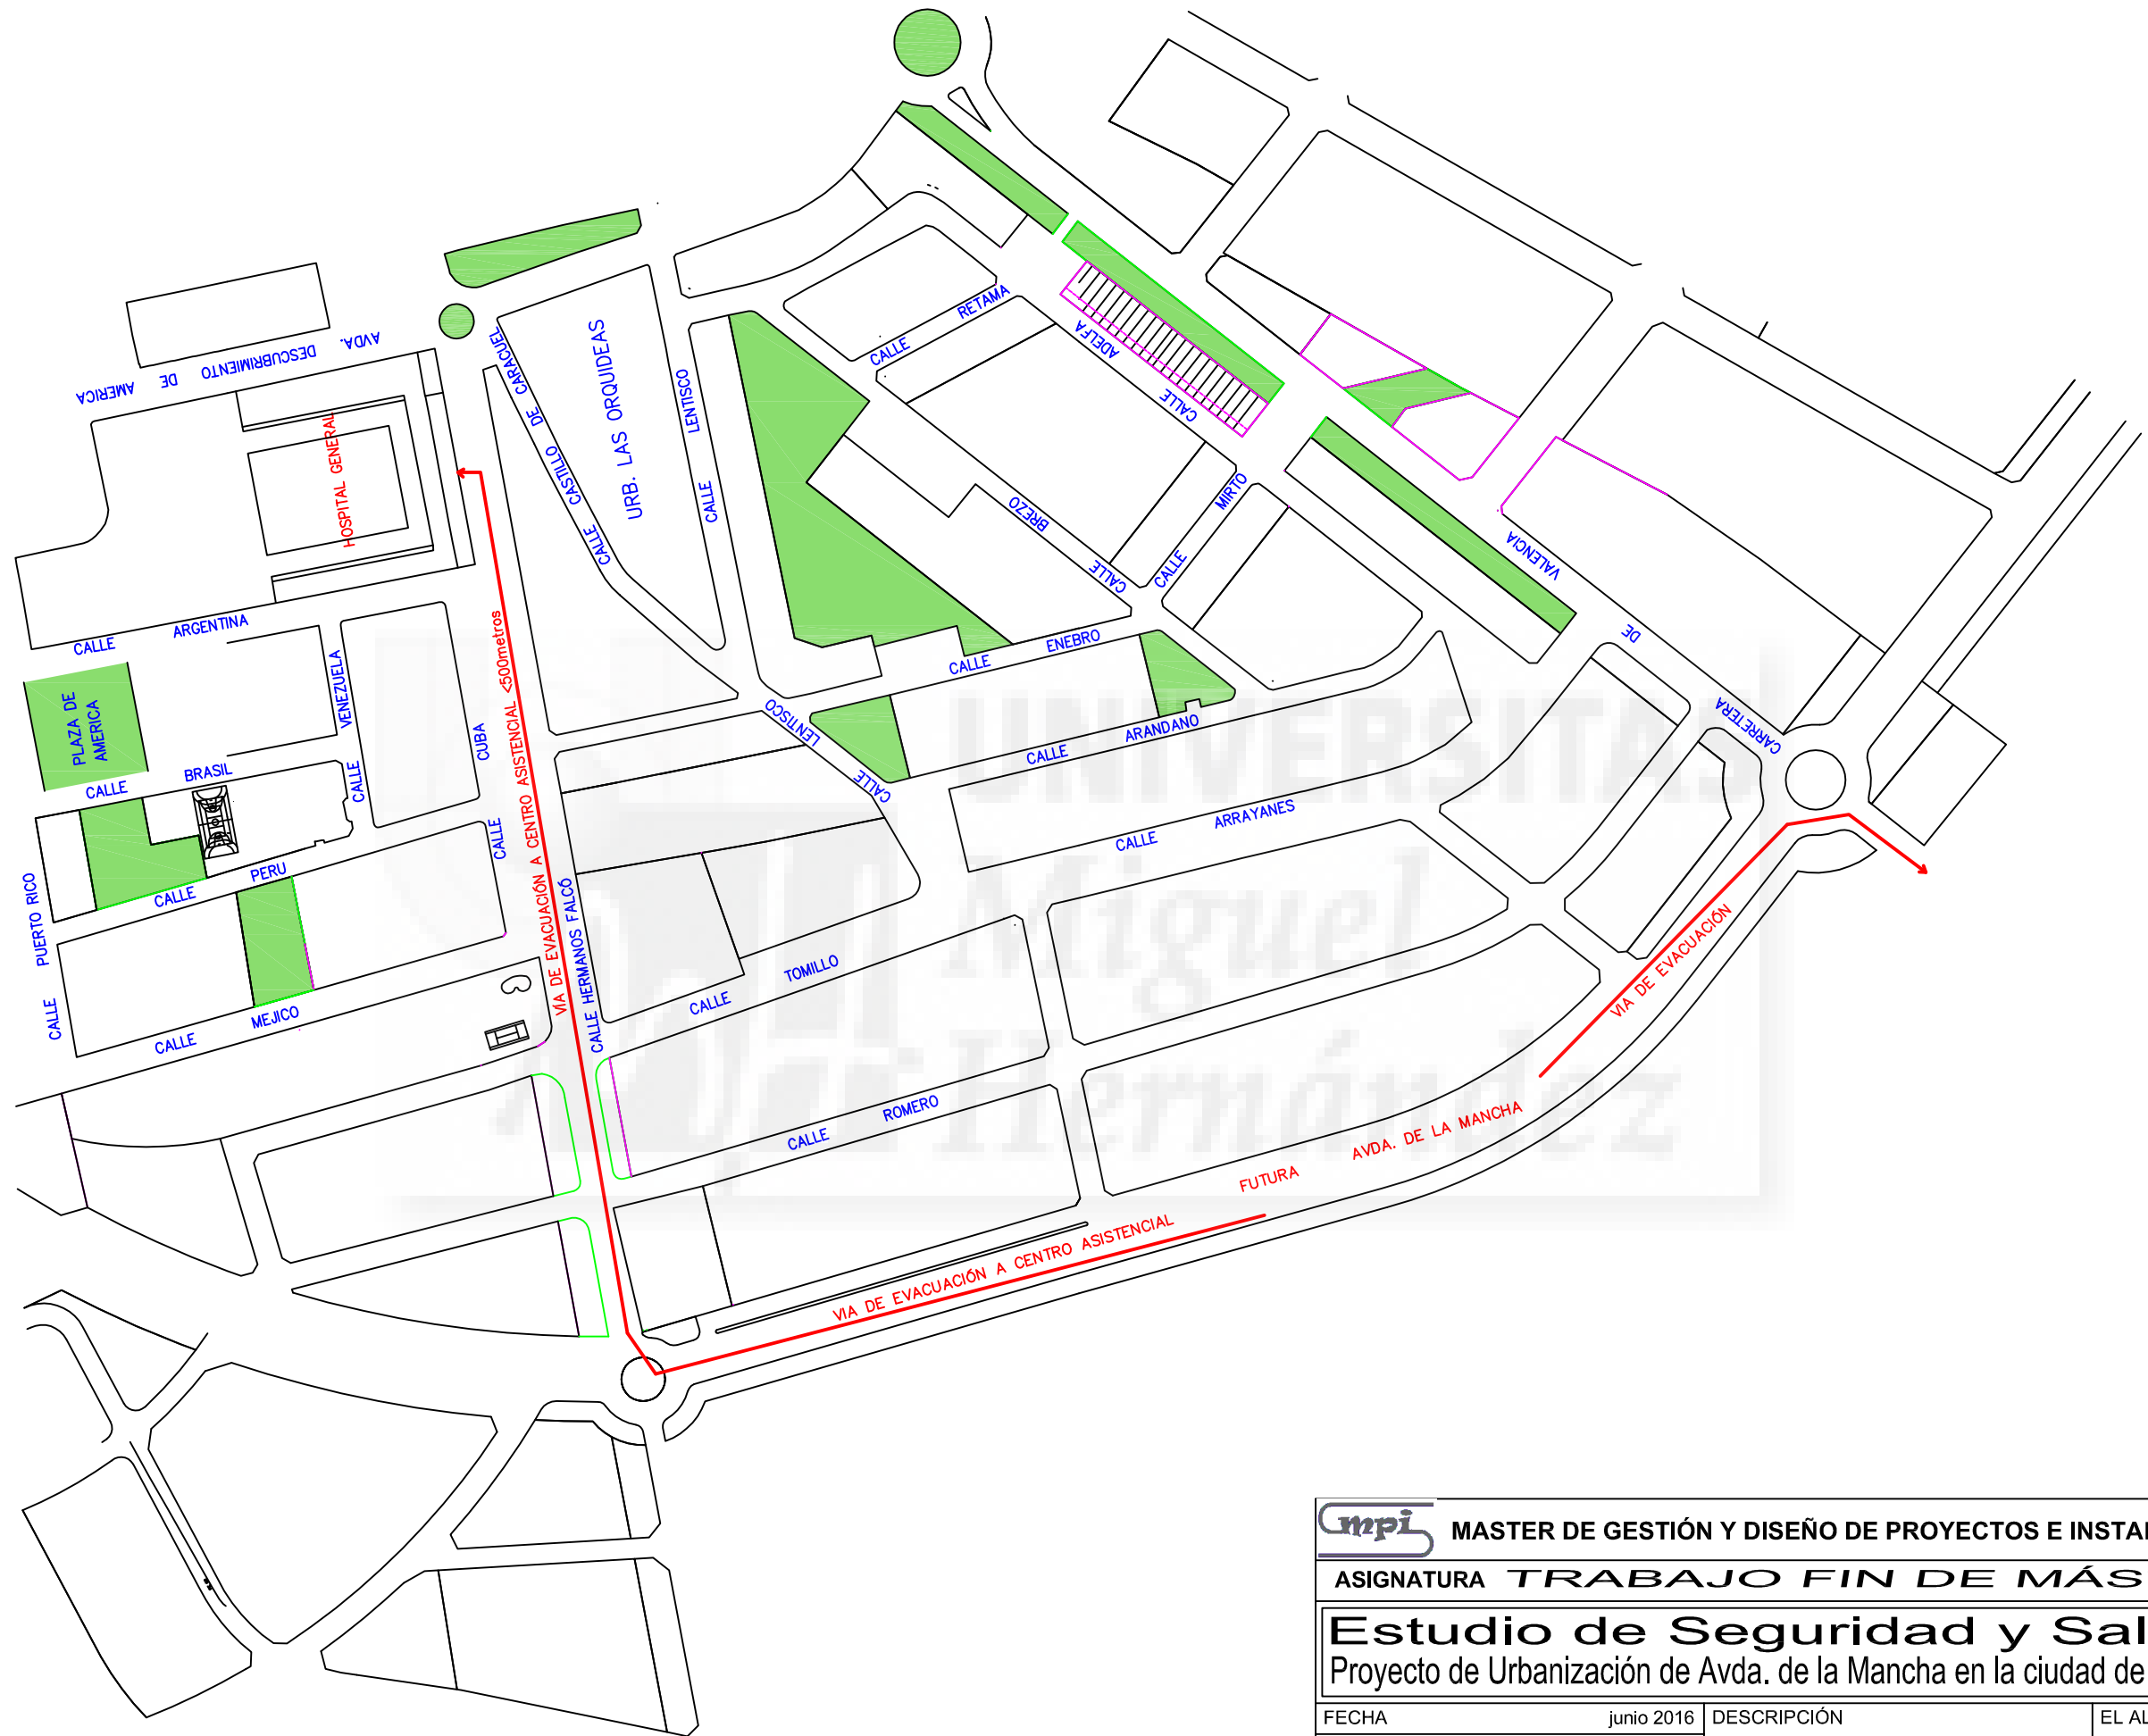 AVDA. DESCUBRIMIENTO DE AMERICA
HOSPITAL GENERAL
CALLE CASTILLO DE CARACUEL
URB. LAS ORQUIDEAS
CALLE LENTISCO
CALLE RETAMA
CALLE ADELFA
CALLE BREZO
CALLE MIRTO
CARRETERA DE VALENCIA
CALLE ARGENTINA
PLAZA DE
AMERICA
CALLE VENEZUELA
CALLE CUBA
CALLE BRASIL
CALLE PERU
CALLE PUERTO RICO
CALLE MEJICO
VÍA DE EVACUACIÓN A CENTRO ASISTENCIAL <500metros
CALLE HERMANOS FALCÓ
CALLE LENTISCO
CALLE ENEBRO
CALLE ARANDANO
CALLE ARRAYANES
CALLE TOMILLO
CALLE ROMERO
VIA DE EVACUACIÓN
FUTURA AVDA. DE LA MANCHA
VIA DE EVACUACIÓN A CENTRO ASISTENCIAL
UNIVERSITAS
Miguel
Hernández
mpi MASTER DE GESTIÓN Y DISEÑO DE PROYECTOS E
ASIGNATURA TRABAJO FIN DE
Estudio de Seguridad y
Proyecto de Urbanización de Avda. de la Mancha en la ciudad de
FECHA junio 2016 DESCRIPCIÓN EL